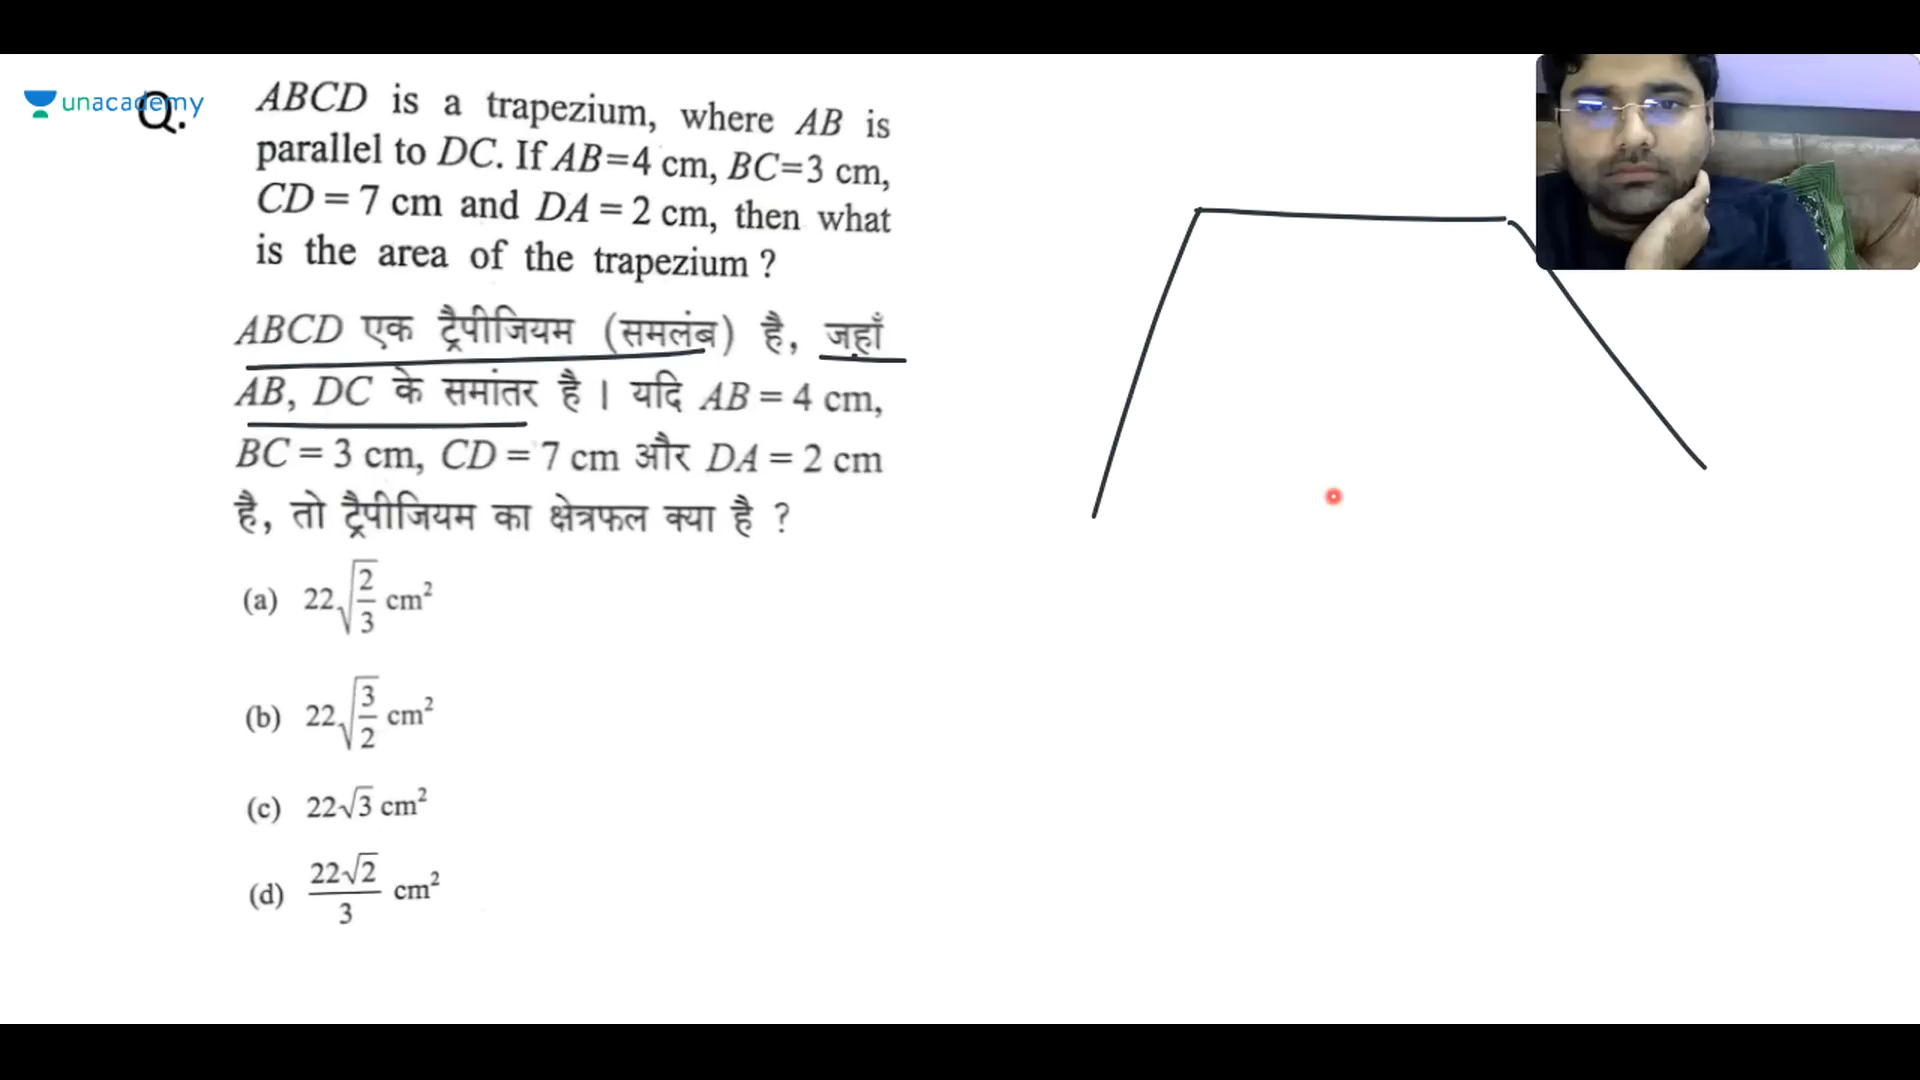 unacademy
Q.
ABCD is a trapezium, where AB is
parallel to DC. If AB=4 cm, BC=3 cm,
CD = 7 cm and DA = 2 cm, then what
is the area of the trapezium ?
ABCD एक ट्रैपीजियम (समलंब) है, जहाँ
AB, DC के समांतर है । यदि AB = 4 cm,
BC = 3 cm, CD = 7 cm और DA = 2 cm
है, तो ट्रैपीजियम का क्षेत्रफल क्या है ?
(a) 22√(2/3) cm²
(b) 22√(3/2) cm²
(c) 22√3 cm²
(d) 22√2/3 cm²